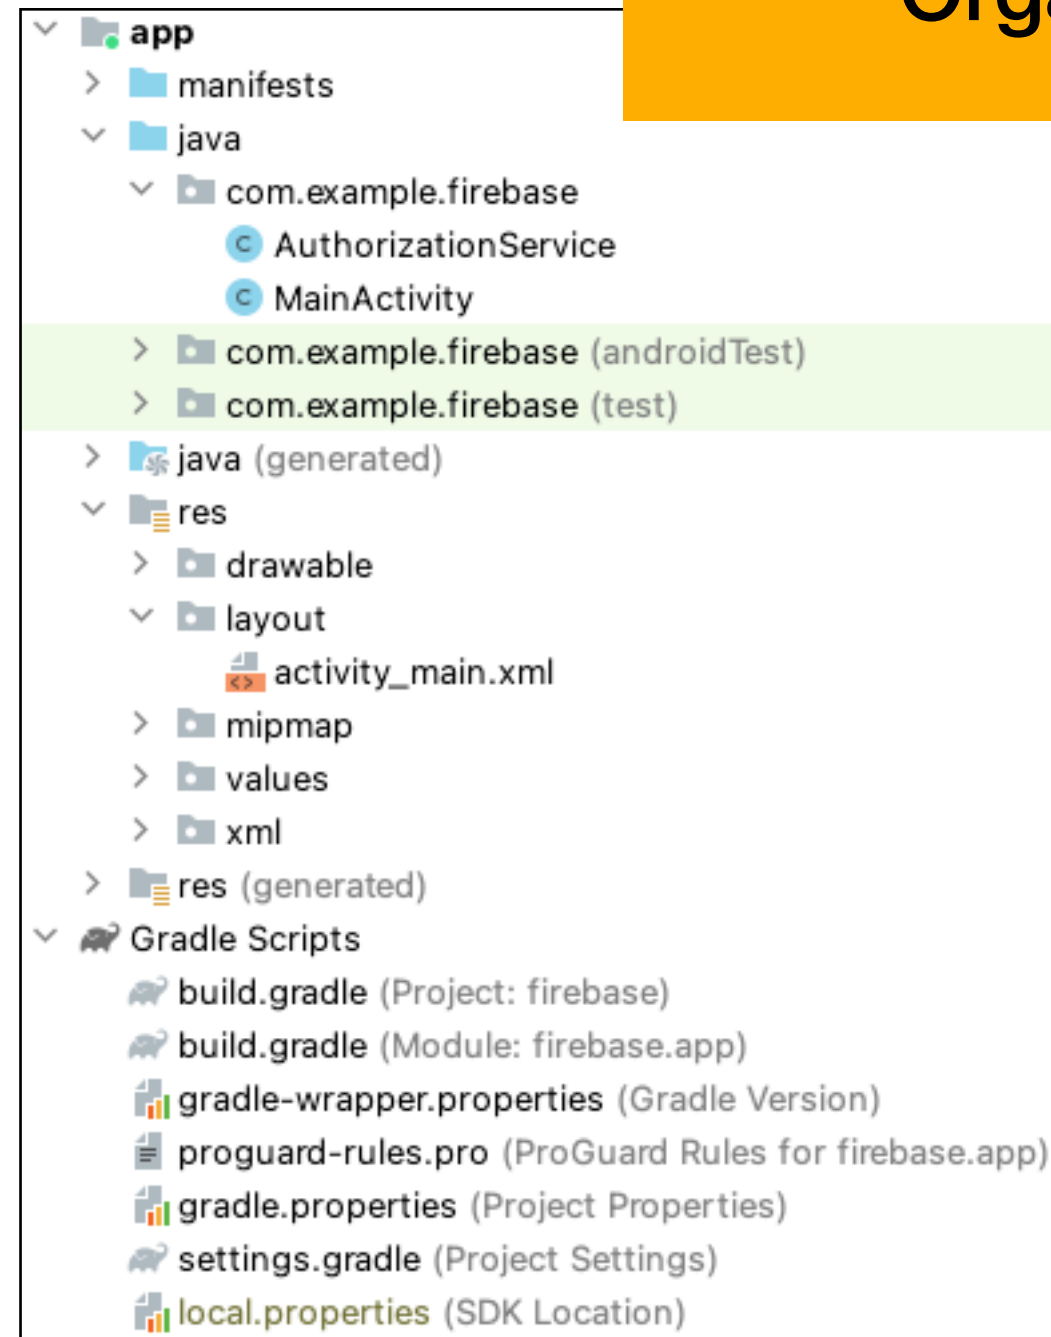 app
manifests
java
com.example.firebase
AuthorizationService
MainActivity
com.example.firebase (androidTest)
com.example.firebase (test)
java (generated)
res
drawable
layout
activity_main.xml
mipmap
values
xml
res (generated)
Gradle Scripts
build.gradle (Project: firebase)
build.gradle (Module: firebase.app)
gradle-wrapper.properties (Gradle Version)
proguard-rules.pro (ProGuard Rules for firebase.app)
gradle.properties (Project Properties)
settings.gradle (Project Settings)
local.properties (SDK Location)